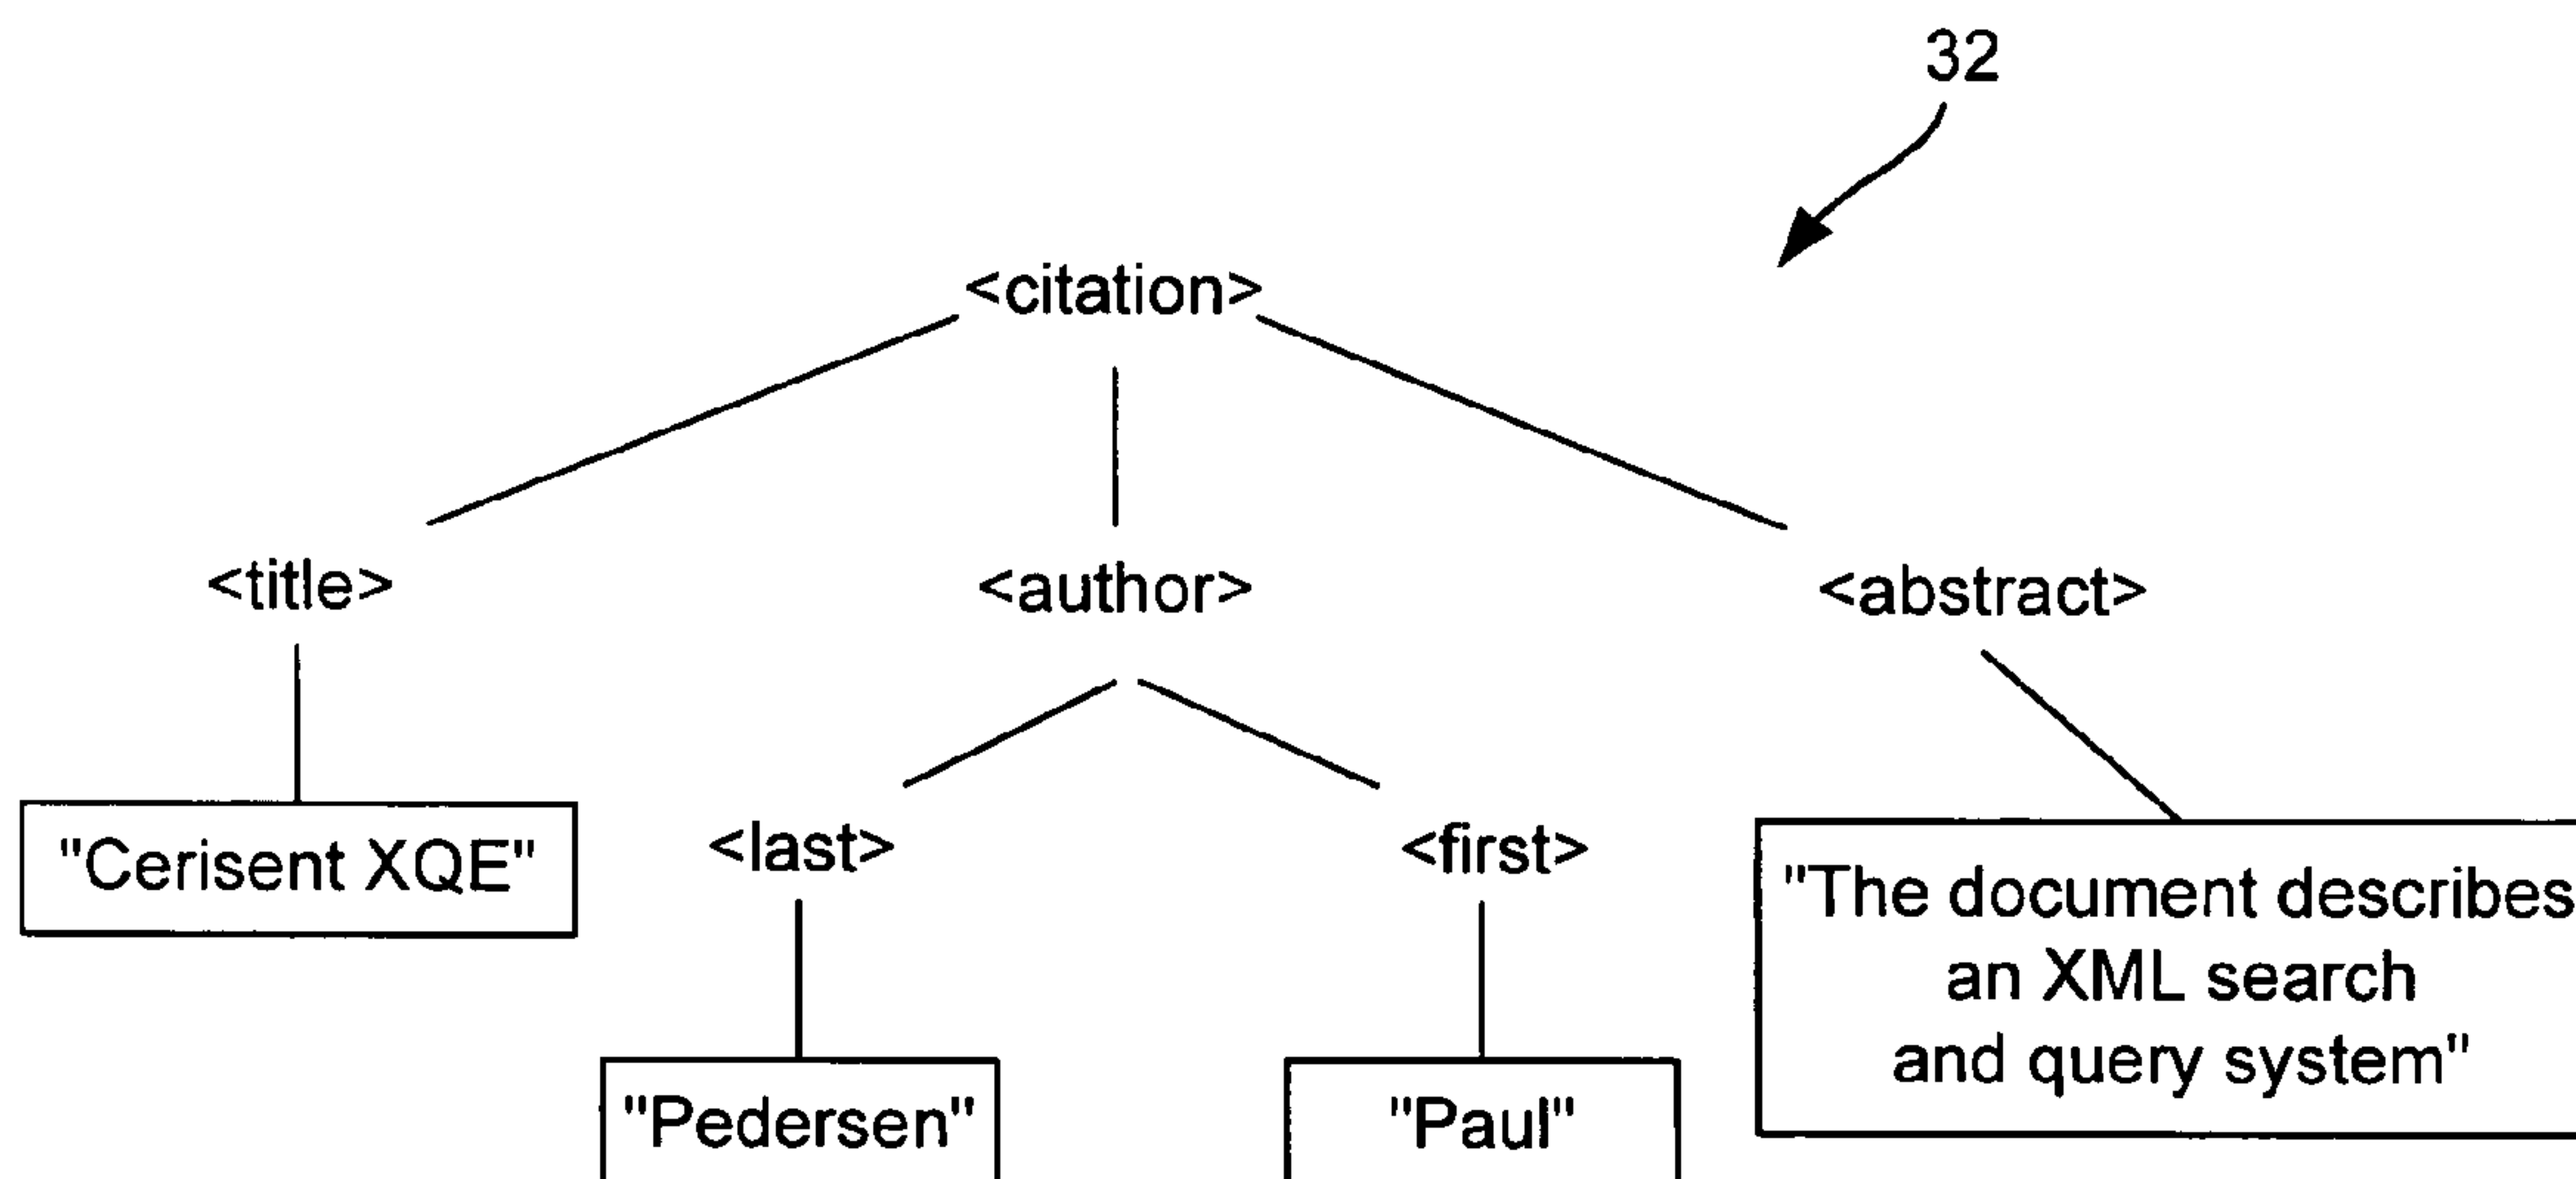 32
<citation>
<title>
<author>
<abstract>
"Cerisent XQE"
<last>
<first>
"The document describes
an XML search
and query system"
"Pedersen"
"Paul"